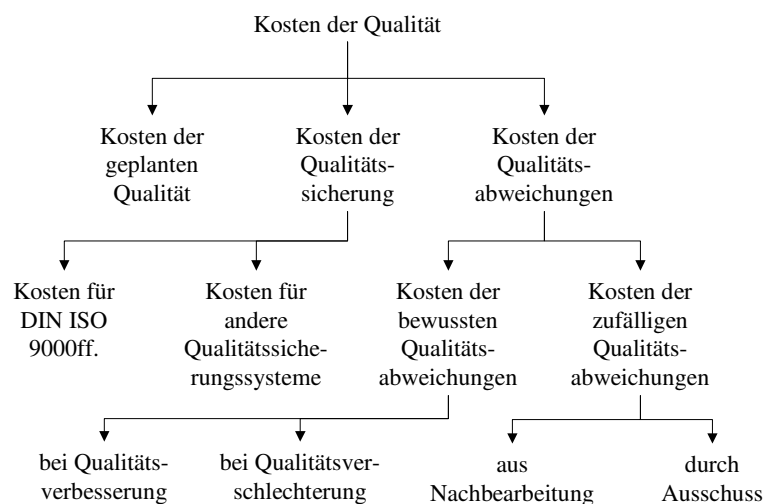 Kosten der Qualität
Kosten der
geplanten
Qualität
Kosten der
Qualitäts-
sicherung
Kosten der
Qualitäts-
abweichungen
Kosten für
DIN ISO
9000ff.
Kosten für
andere
Qualitätssiche-
rungssysteme
Kosten der
bewussten
Qualitäts-
abweichungen
Kosten der
zufälligen
Qualitäts-
abweichungen
bei Qualitäts-
verbesserung
bei Qualitätsver-
schlechterung
aus
Nachbearbeitung
durch
Ausschuss